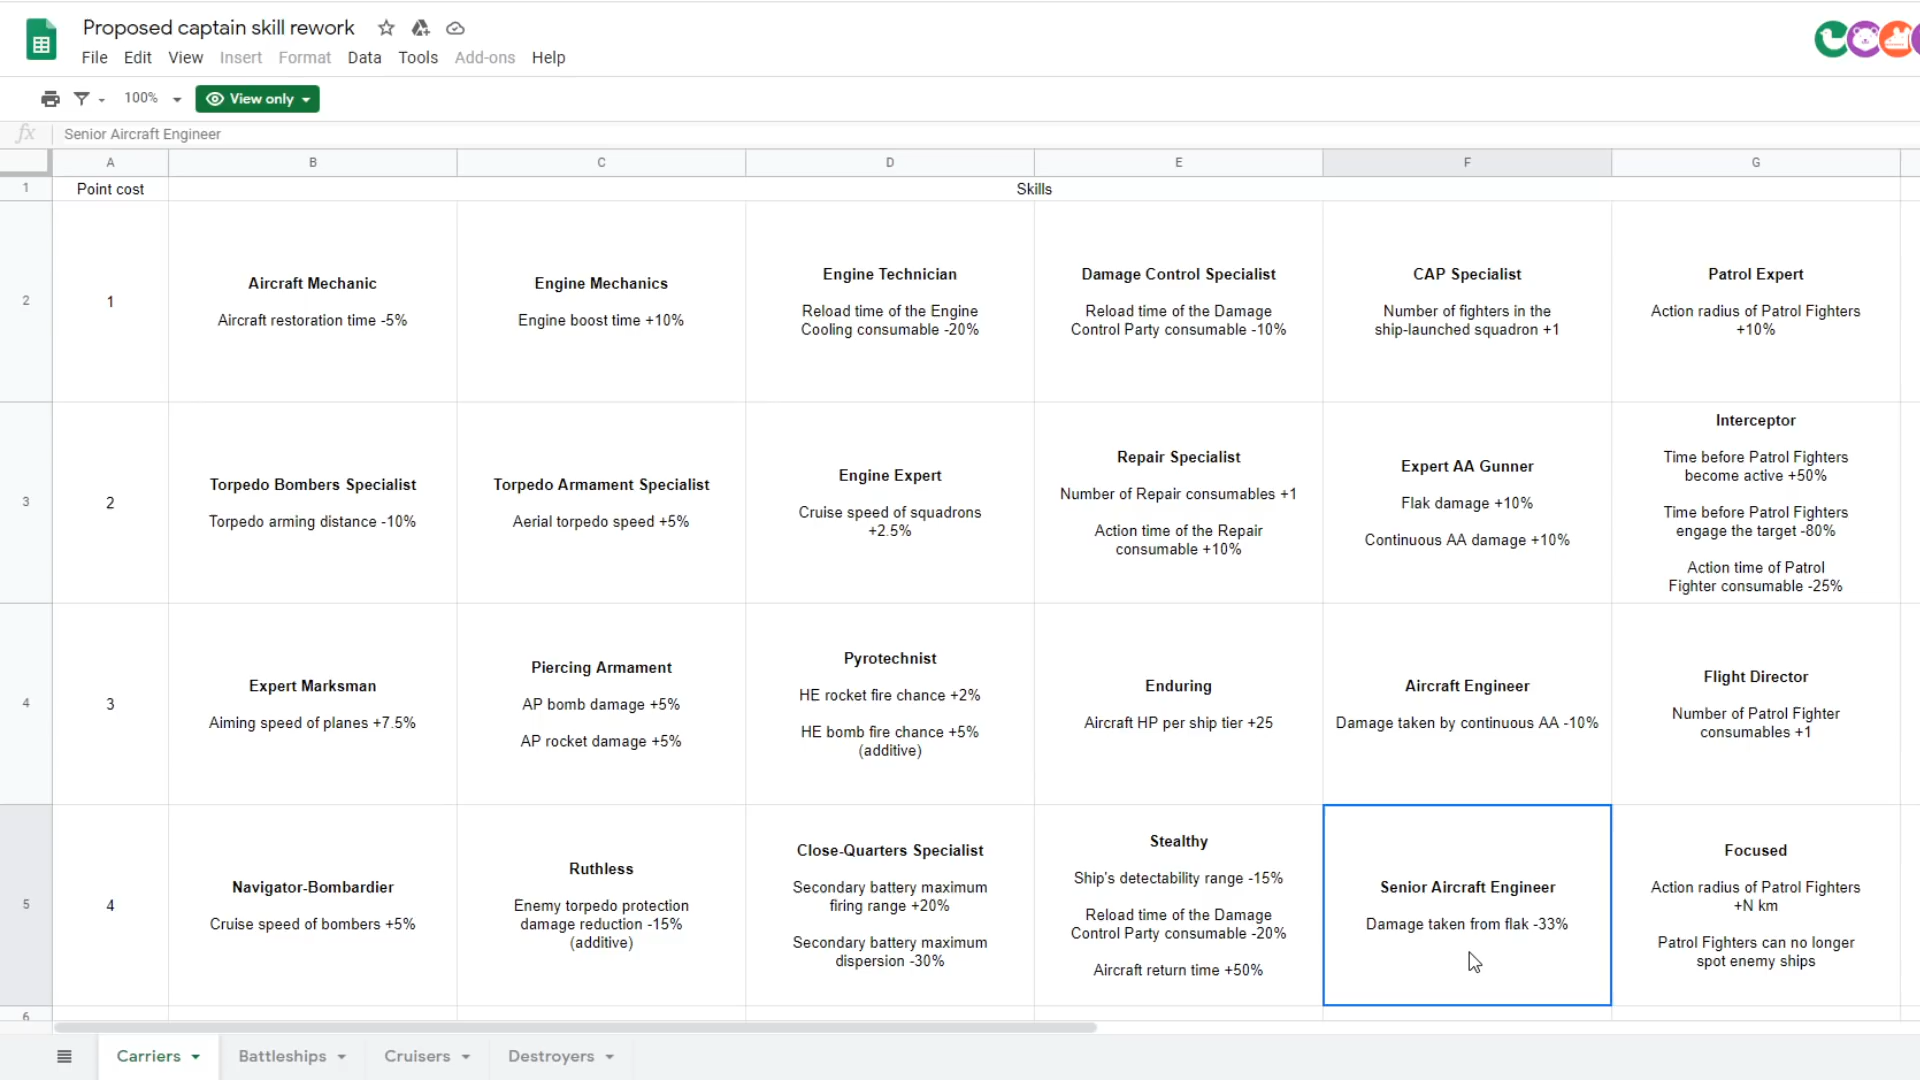 Proposed captain skill rework
File Edit View Insert Format Data Tools Add-ons Help
100% View only
fx Senior Aircraft Engineer
A B C D E F G
1 Point cost Skills
2
1
Aircraft Mechanic
Aircraft restoration time -5%
Engine Mechanics
Engine boost time +10%
Engine Technician
Reload time of the Engine
Cooling consumable -20%
Damage Control Specialist
Reload time of the Damage
Control Party consumable -10%
CAP Specialist
Number of fighters in the
ship-launched squadron +1
Patrol Expert
Action radius of Patrol Fighters
+10%
3
2
Torpedo Bombers Specialist
Torpedo arming distance -10%
Torpedo Armament Specialist
Aerial torpedo speed +5%
Engine Expert
Cruise speed of squadrons
+2.5%
Repair Specialist
Number of Repair consumables +1
Action time of the Repair
consumable +10%
Expert AA Gunner
Flak damage +10%
Continuous AA damage +10%
Interceptor
Time before Patrol Fighters
become active +50%
Time before Patrol Fighters
engage the target -80%
Action time of Patrol
Fighter consumable -25%
4
3
Expert Marksman
Aiming speed of planes +7.5%
Piercing Armament
AP bomb damage +5%
AP rocket damage +5%
Pyrotechnist
HE rocket fire chance +2%
HE bomb fire chance +5%
(additive)
Enduring
Aircraft HP per ship tier +25
Aircraft Engineer
Damage taken by continuous AA -10%
Flight Director
Number of Patrol Fighter
consumables +1
5
4
Navigator-Bombardier
Cruise speed of bombers +5%
Ruthless
Enemy torpedo protection
damage reduction -15%
(additive)
Close-Quarters Specialist
Secondary battery maximum
firing range +20%
Secondary battery maximum
dispersion -30%
Stealthy
Ship's detectability range -15%
Reload time of the Damage
Control Party consumable -20%
Aircraft return time +50%
Senior Aircraft Engineer
Damage taken from flak -33%
Focused
Action radius of Patrol Fighters
+N km
Patrol Fighters can no longer
spot enemy ships
6
Carriers Battleships Cruisers Destroyers